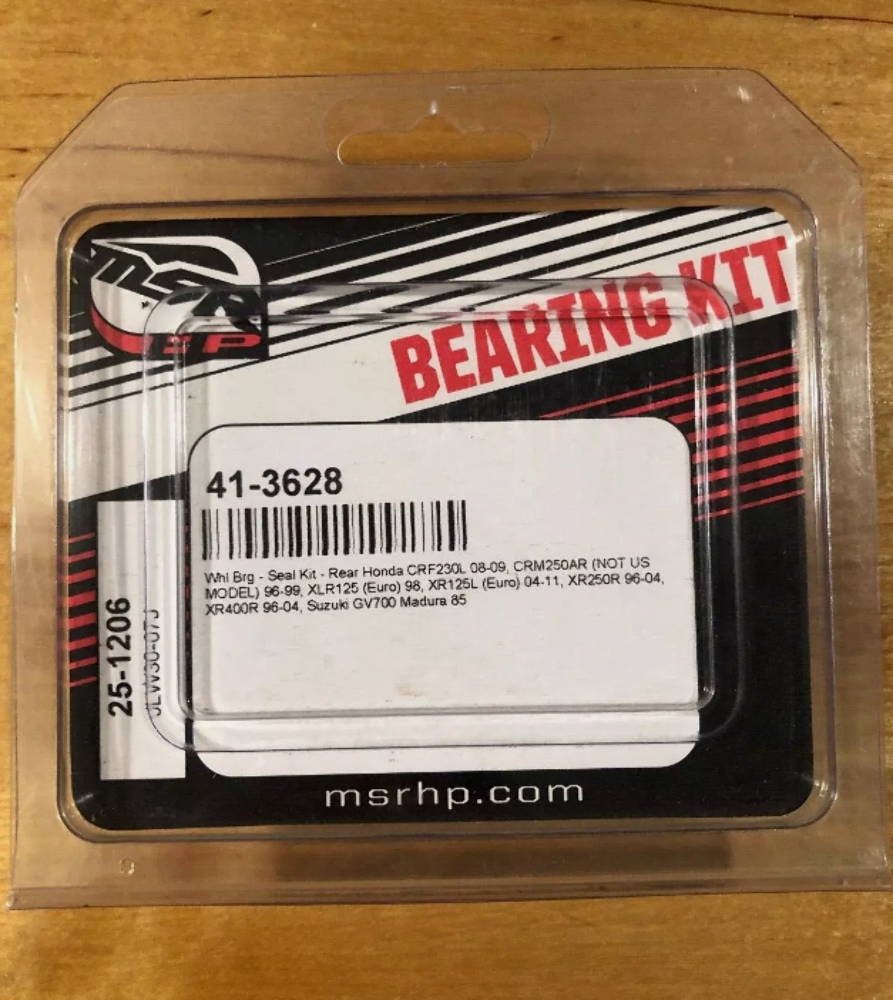 msr
HP
BEARING KIT
41-3628
Whl Brg - Seal Kit - Rear Honda CRF230L 08-09, CRM250AR (NOT US
MODEL) 96-99, XLR125 (Euro) 98, XR125L (Euro) 04-11, XR250R 96-04,
XR400R 96-04, Suzuki GV700 Madura 85
25-1206
msrhp.com